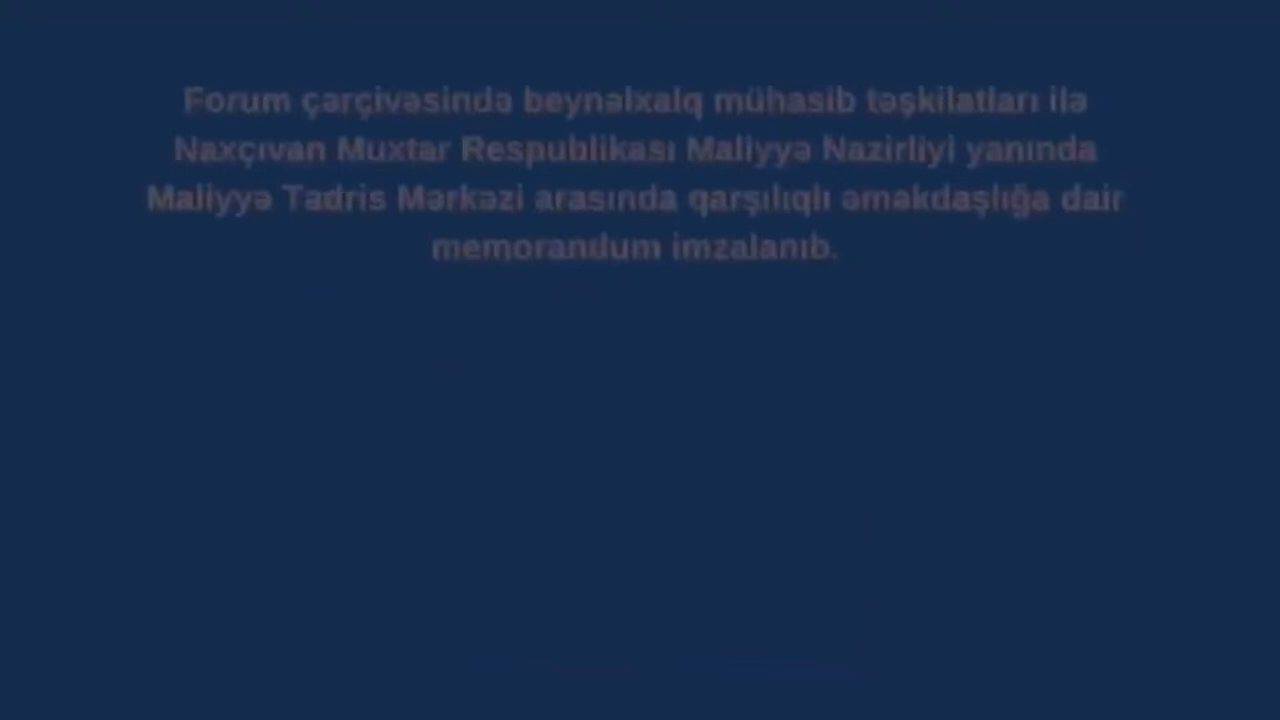 Forum çərçivəsində beynəlxalq mühasib təşkilatları ilə
Naxçıvan Muxtar Respublikası Maliyyə Nazirliyi yanında
Maliyyə Tədris Mərkəzi arasında qarşılıqlı əməkdaşlığa dair
memorandum imzalanıb.